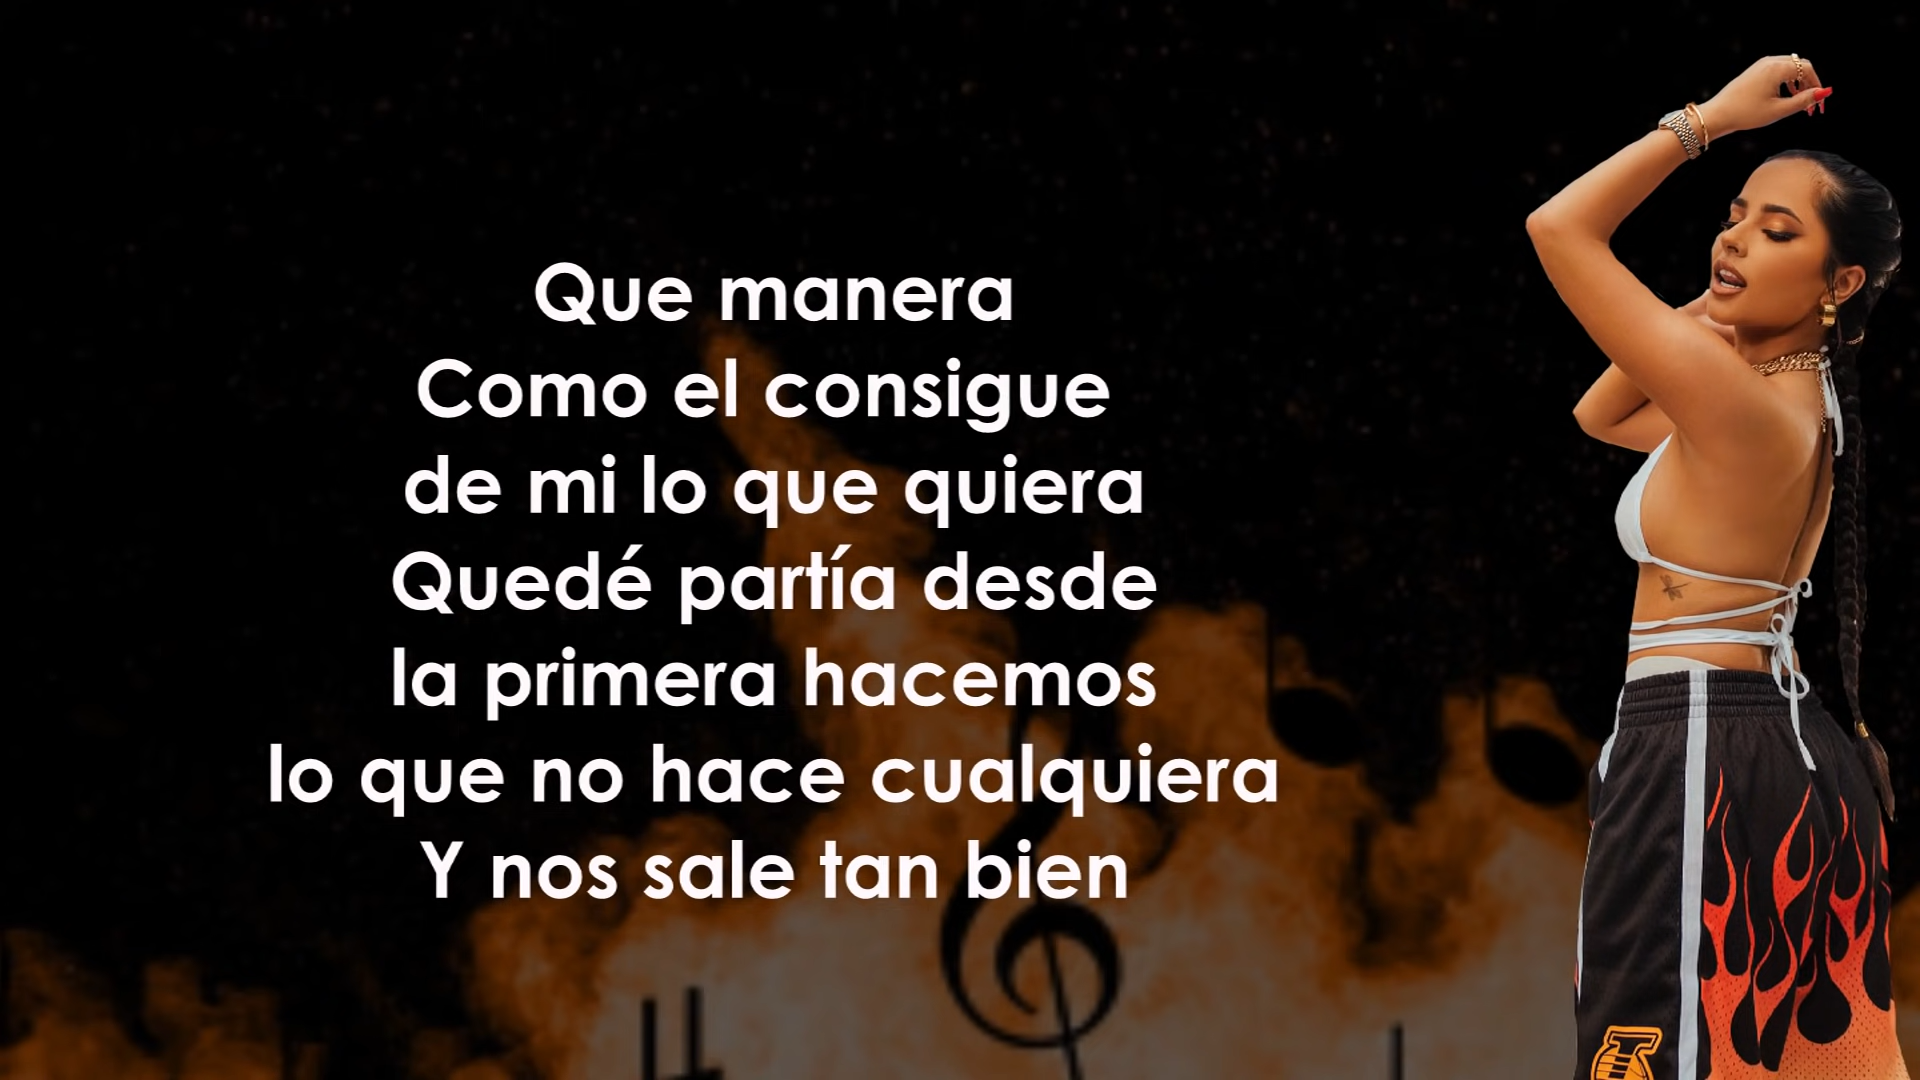 Que manera
Como el consigue
de mi lo que quiera
Quedé partía desde
la primera hacemos
lo que no hace cualquiera
Y nos sale tan bien